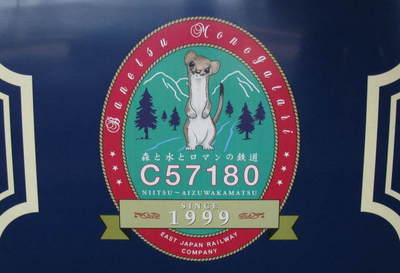 Banetsu Monogatari
森と水とロマンの鉄道
C57180
NIITSU〜AIZUWAKAMATSU
SINCE
1999
EAST JAPAN RAILWAY
COMPANY